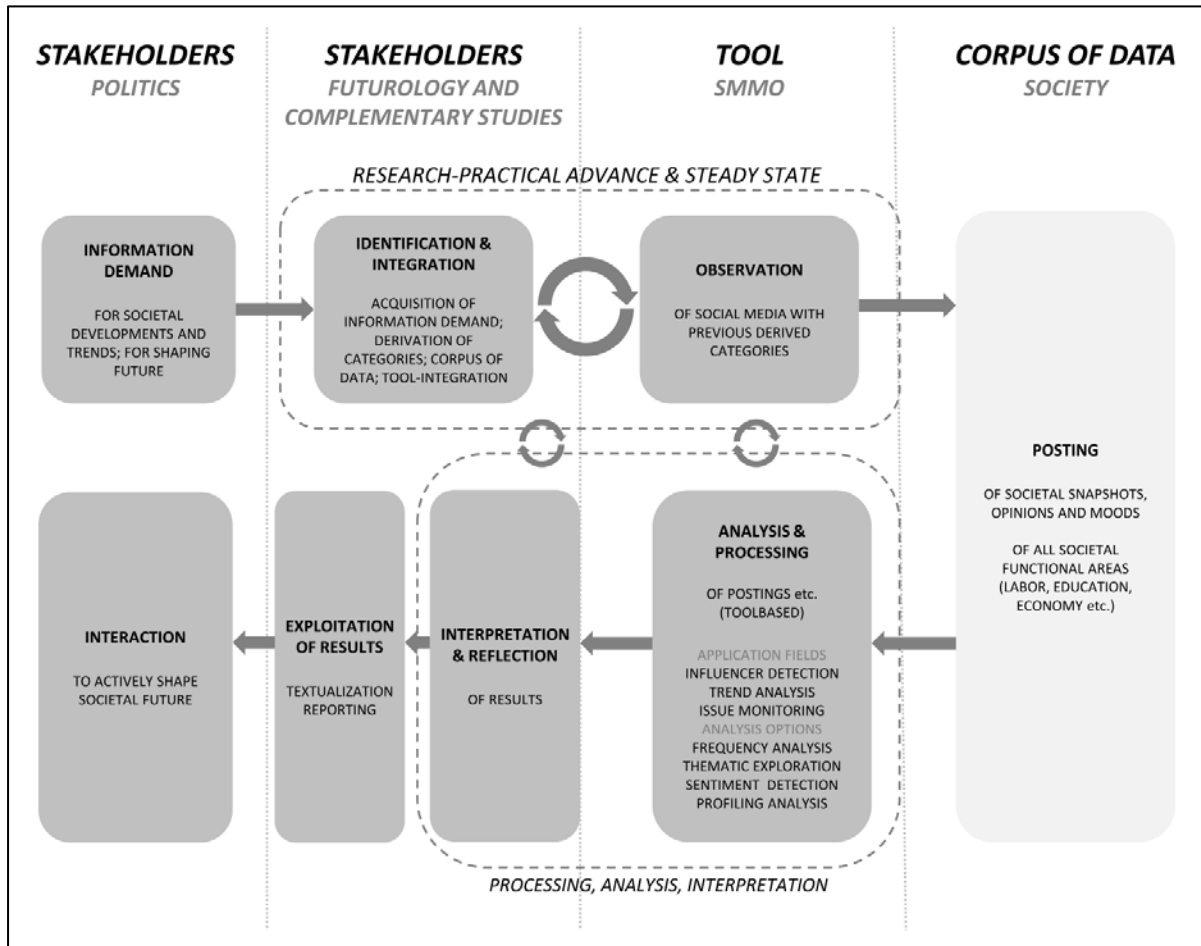 STAKEHOLDERS
POLITICS
STAKEHOLDERS
FUTUROLOGY AND
COMPLEMENTARY STUDIES
TOOL
SMMO
CORPUS OF DATA
SOCIETY
RESEARCH-PRACTICAL ADVANCE & STEADY STATE
INFORMATION
DEMAND
FOR SOCIETAL
DEVELOPMENTS AND
TRENDS; FOR SHAPING
FUTURE
IDENTIFICATION &
INTEGRATION
ACQUISITION OF
INFORMATION DEMAND;
DERIVATION OF
CATEGORIES; CORPUS OF
DATA; TOOL-INTEGRATION
OBSERVATION
OF SOCIAL MEDIA WITH
PREVIOUS DERIVED
CATEGORIES
POSTING
OF SOCIETAL SNAPSHOTS,
OPINIONS AND MOODS
OF ALL SOCIETAL
FUNCTIONAL AREAS
(LABOR, EDUCATION,
ECONOMY etc.)
INTERACTION
TO ACTIVELY SHAPE
SOCIETAL FUTURE
EXPLOITATION
OF RESULTS
TEXTUALIZATION
REPORTING
INTERPRETATION
& REFLECTION
OF RESULTS
ANALYSIS &
PROCESSING
OF POSTINGS etc.
(TOOLBASED)
APPLICATION FIELDS
INFLUENCER DETECTION
TREND ANALYSIS
ISSUE MONITORING
ANALYSIS OPTIONS
FREQUENCY ANALYSIS
THEMATIC EXPLORATION
SENTIMENT DETECTION
PROFILING ANALYSIS
PROCESSING, ANALYSIS, INTERPRETATION